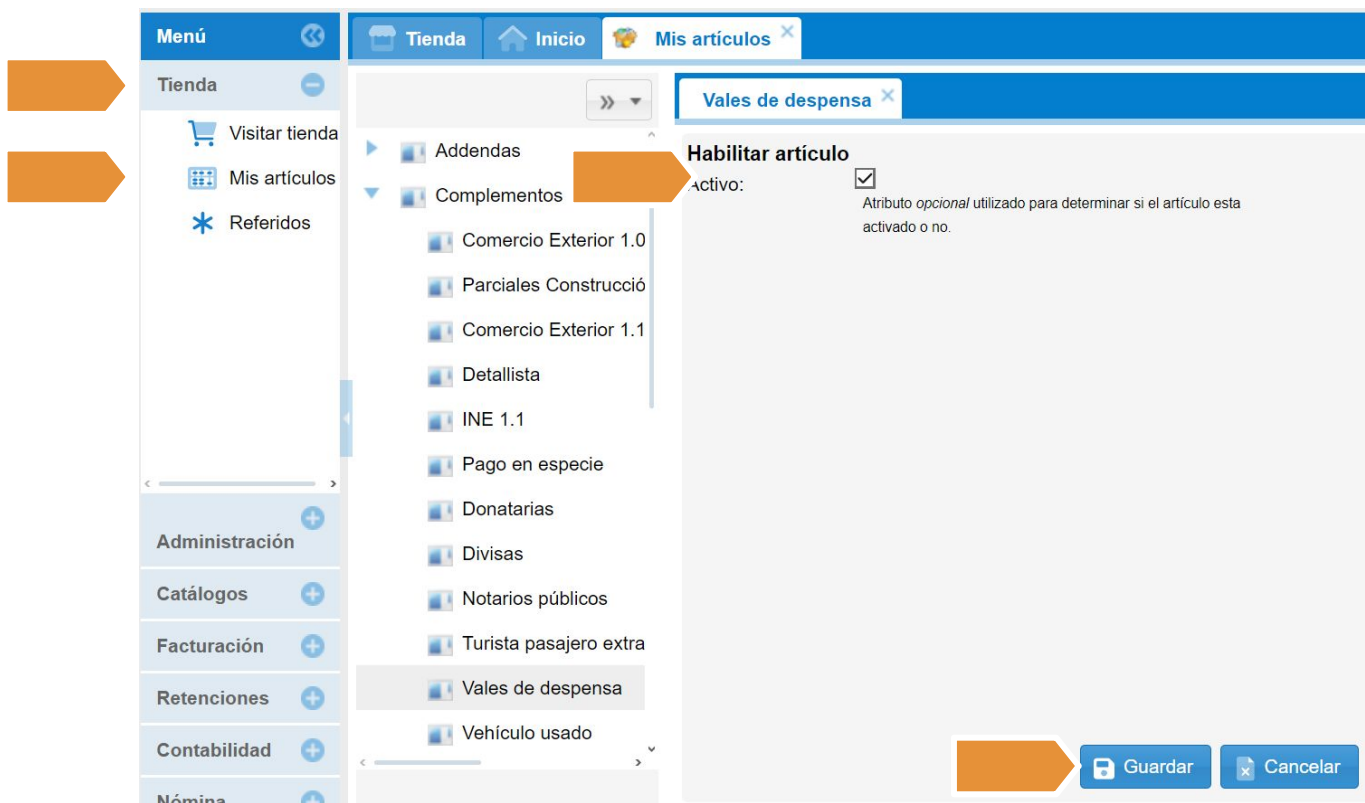 Menú
Tienda
Visitar tienda
Mis artículos
Referidos
Administración
Catálogos
Facturación
Retenciones
Contabilidad
Nómina
Tienda Inicio Mis artículos
Addendas
Complementos
Comercio Exterior 1.0
Parciales Construcció
Comercio Exterior 1.1
Detallista
INE 1.1
Pago en especie
Donatarias
Divisas
Notarios públicos
Turista pasajero extra
Vales de despensa
Vehículo usado
Vales de despensa
Habilitar artículo
Activo:
Atributo opcional utilizado para determinar si el artículo esta
activado o no.
Guardar Cancelar